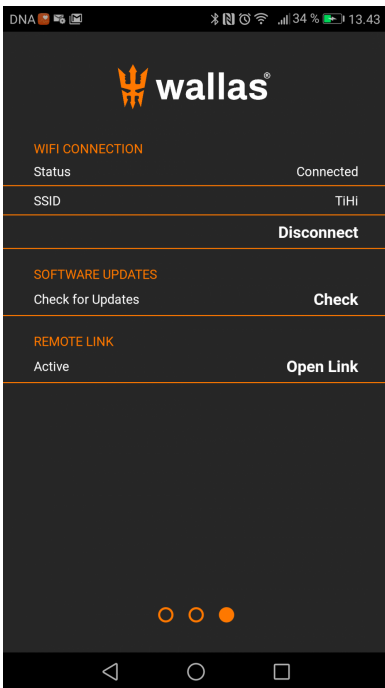 DNA 34 % 13.43
wallas®
WIFI CONNECTION
Status Connected
SSID TiHi
Disconnect
SOFTWARE UPDATES
Check for Updates Check
REMOTE LINK
Active Open Link